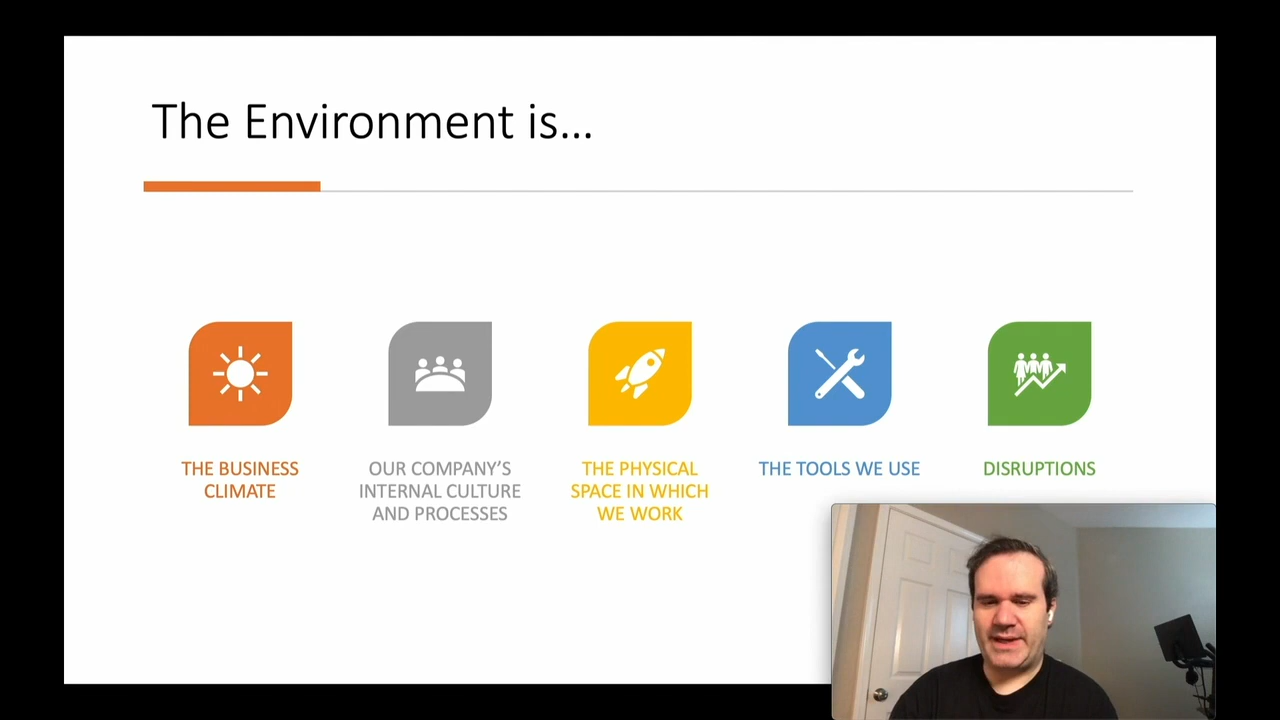 The Environment is...
THE BUSINESS
CLIMATE
OUR COMPANY’S
INTERNAL CULTURE
AND PROCESSES
THE PHYSICAL
SPACE IN WHICH
WE WORK
THE TOOLS WE USE
DISRUPTIONS